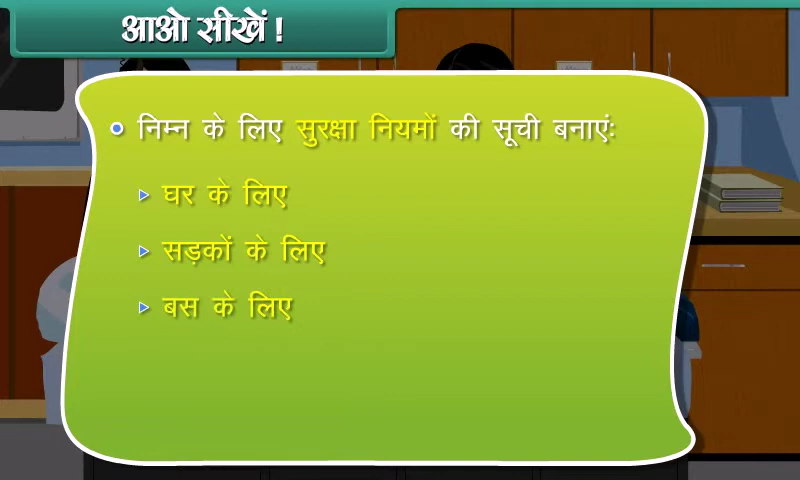 आओ सीखें!
निम्न के लिए सुरक्षा नियमों की सूची बनाएं:
घर के लिए
सड़कों के लिए
बस के लिए